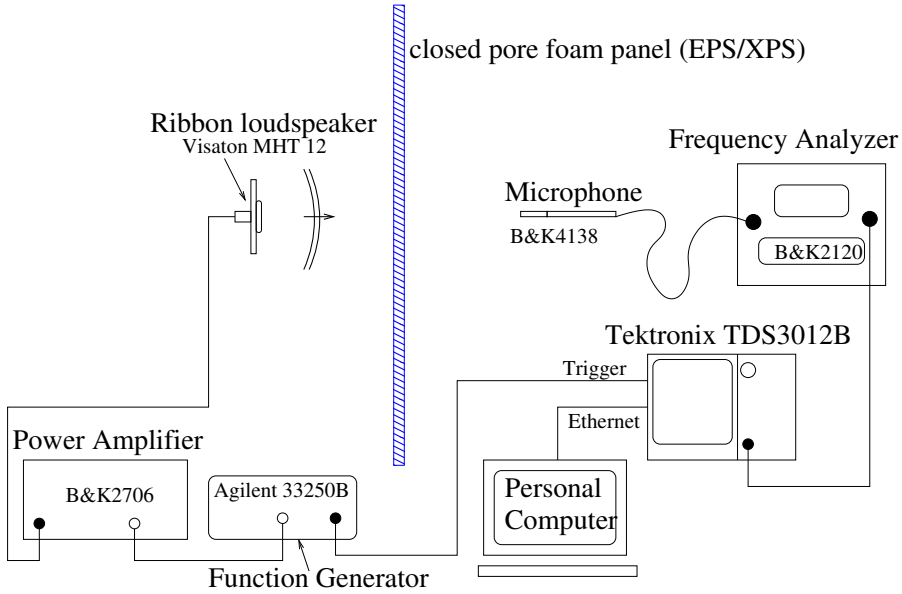 closed pore foam panel (EPS/XPS)
Ribbon loudspeaker
Visaton MHT 12
Frequency Analyzer
Microphone
B&K4138
B&K2120
Tektronix TDS3012B
Trigger
Ethernet
Power Amplifier
B&K2706
Agilent 33250B
Personal
Computer
Function Generator